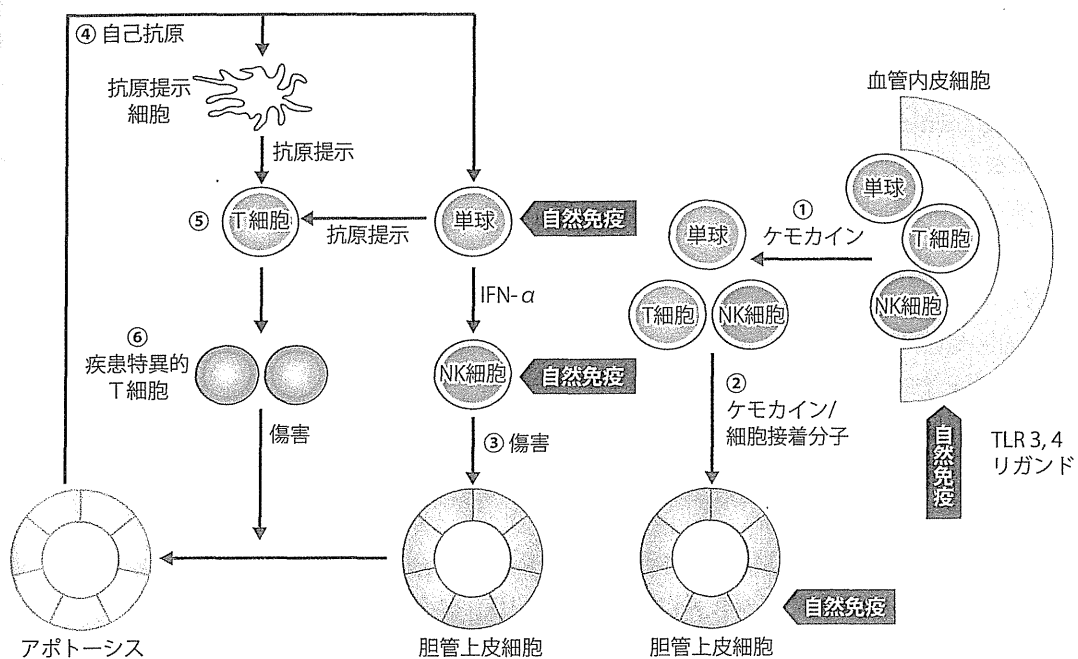 ④ 自己抗原
抗原提示
細胞
抗原提示
⑤
T細胞
抗原提示
単球
自然免疫
IFN-α
⑥
疾患特異的
T細胞
NK細胞
自然免疫
傷害
③ 傷害
アポトーシス
胆管上皮細胞
血管内皮細胞
単球
T細胞
NK細胞
①
ケモカイン
単球
T細胞
NK細胞
②
ケモカイン/
細胞接着分子
自然免疫
TLR 3, 4
リガンド
自然免疫
胆管上皮細胞